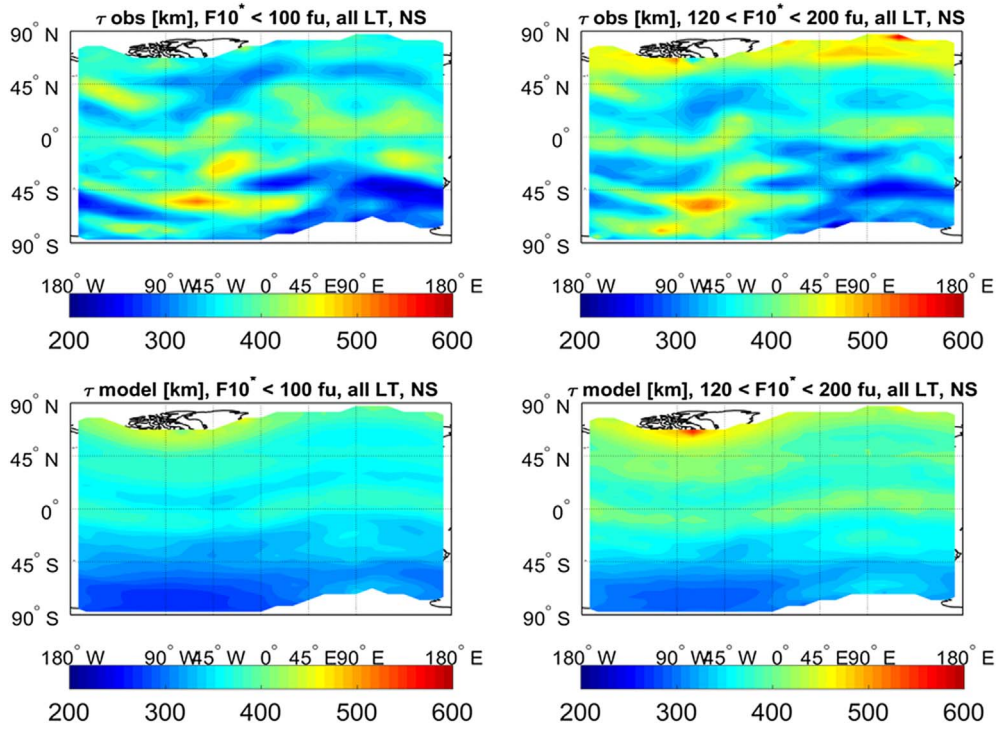 τ obs [km], F10* < 100 fu, all LT, NS
90° N
45° N
0°
45° S
90° S
180° W 90° W 45° W 0° 45° E 90° E 180° E
200 300 400 500 600
τ obs [km], 120 < F10* < 200 fu, all LT, NS
90° N
45° N
0°
45° S
90° S
180° W 90° W 45° W 0° 45° E 90° E 180° E
200 300 400 500 600
τ model [km], F10* < 100 fu, all LT, NS
90° N
45° N
0°
45° S
90° S
180° W 90° W 45° W 0° 45° E 90° E 180° E
200 300 400 500 600
τ model [km], 120 < F10* < 200 fu, all LT, NS
90° N
45° N
0°
45° S
90° S
180° W 90° W 45° W 0° 45° E 90° E 180° E
200 300 400 500 600